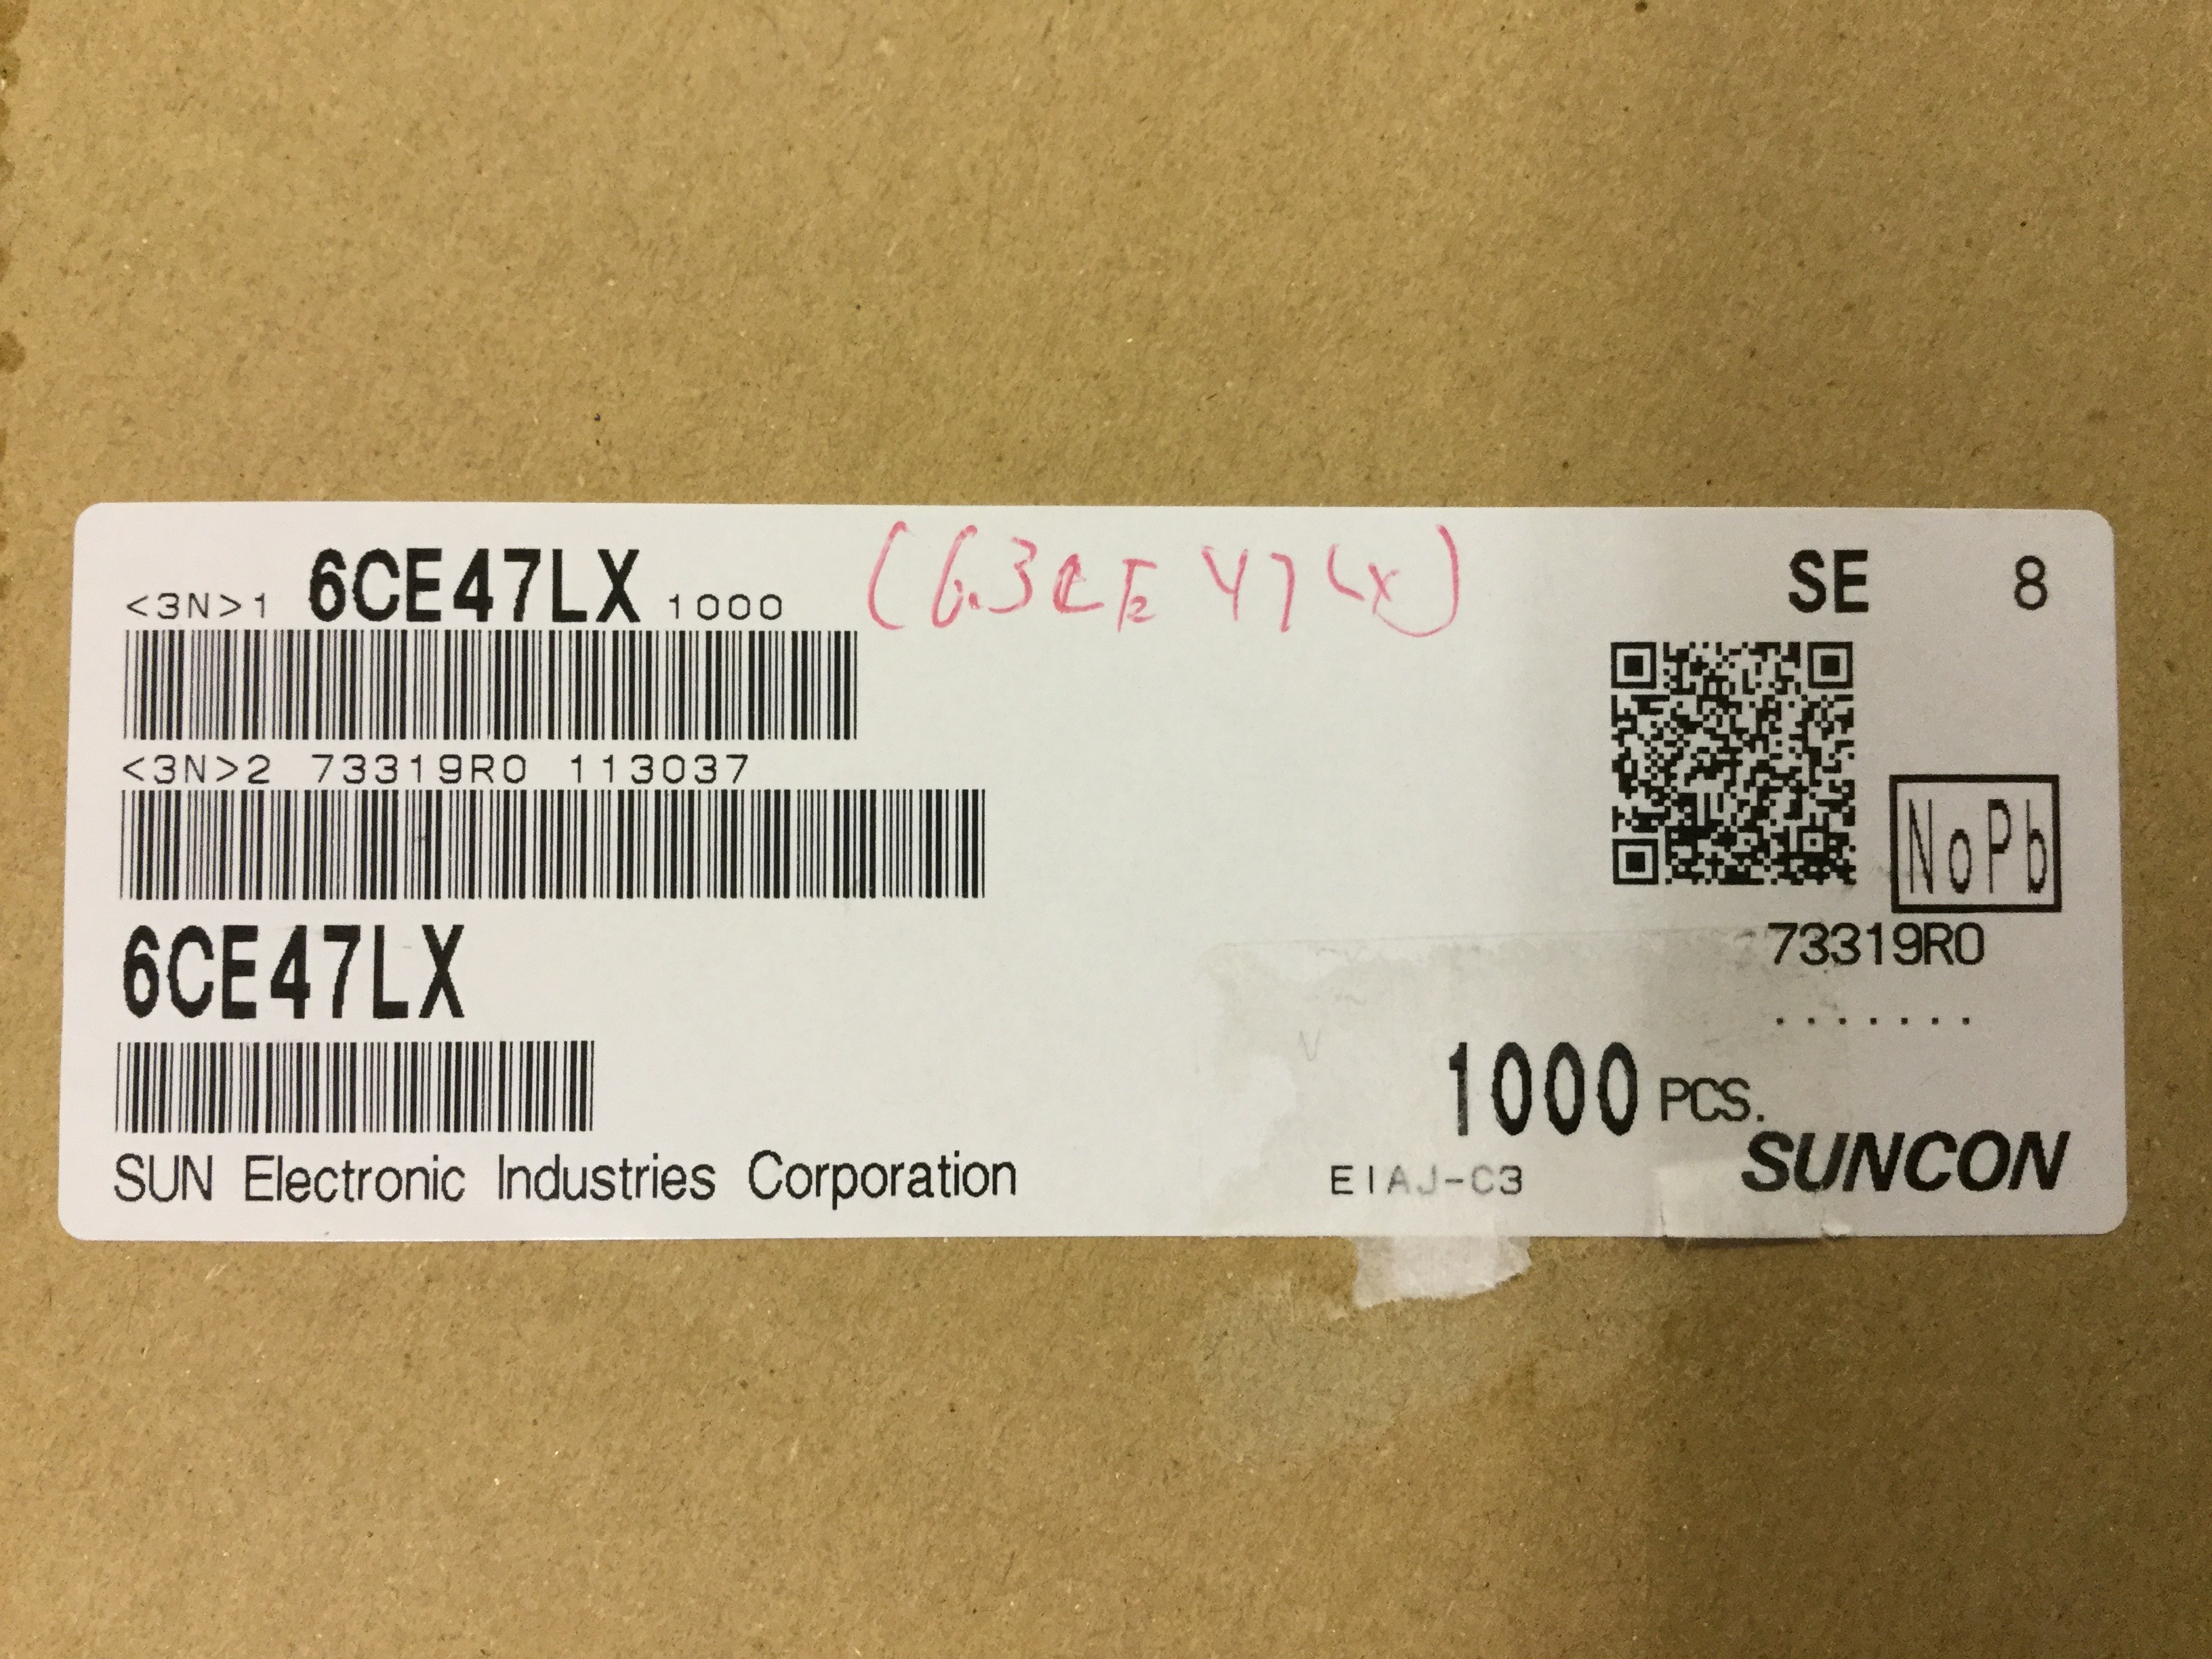 <3N>1 6CE47LX 1000 (6.3CE47LX) SE 8
<3N>2 73319R0 113037
NoPb
6CE47LX 73319R0
.......
1000 PCS.
SUN Electronic Industries Corporation EIAJ-C3 SUNCON